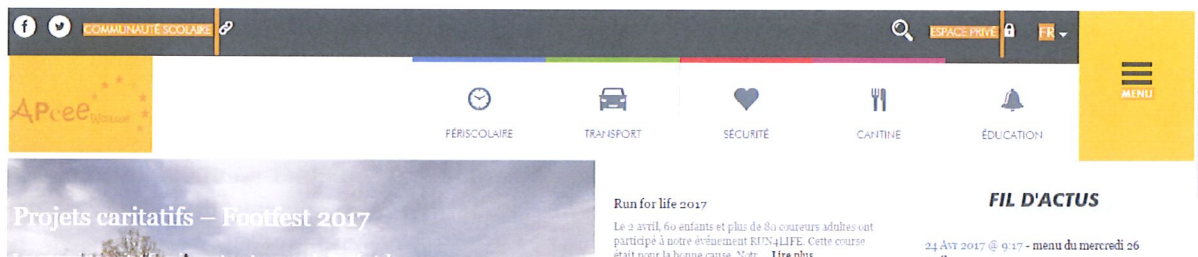 COMMUNAUTÉ SCOLAIRE
ESPACE PRIVÉ
FR
MENU
APeee Woluwe
PÉRISCOLAIRE
TRANSPORT
SÉCURITÉ
CANTINE
ÉDUCATION
Projets caritatifs – Footfest 2017
Run for life 2017
Le 2 avril, 60 enfants et plus de 80 coureurs adultes ont
participé à notre événement RUN4LIFE. Cette course
était pour la bonne cause. Notr... Lire plus
FIL D'ACTUS
24 Avr 2017 @ 9:17 - menu du mercredi 26